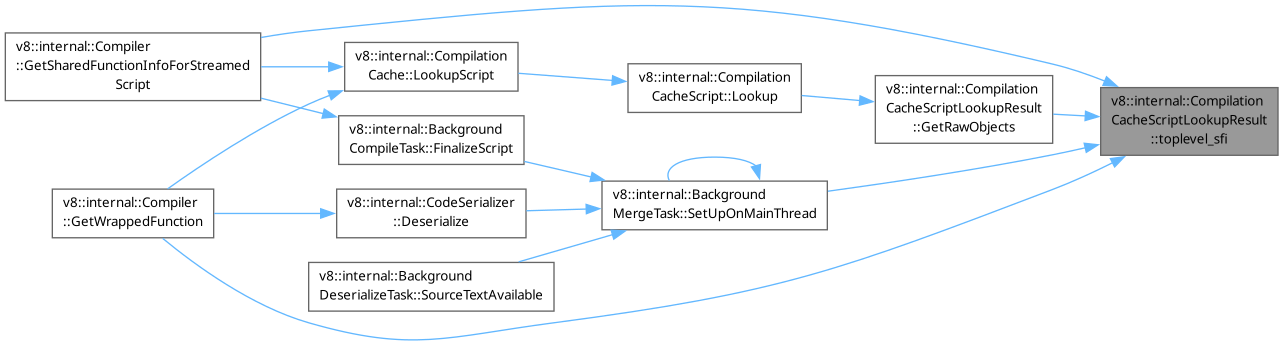 v8::internal::Compiler
::GetSharedFunctionInfoForStreamed
Script
v8::internal::Compilation
Cache::LookupScript
v8::internal::Compilation
CacheScript::Lookup
v8::internal::Compilation
CacheScriptLookupResult
::GetRawObjects
v8::internal::Compilation
CacheScriptLookupResult
::toplevel_sfi
v8::internal::Background
CompileTask::FinalizeScript
v8::internal::Compiler
::GetWrappedFunction
v8::internal::CodeSerializer
::Deserialize
v8::internal::Background
MergeTask::SetUpOnMainThread
v8::internal::Background
DeserializeTask::SourceTextAvailable